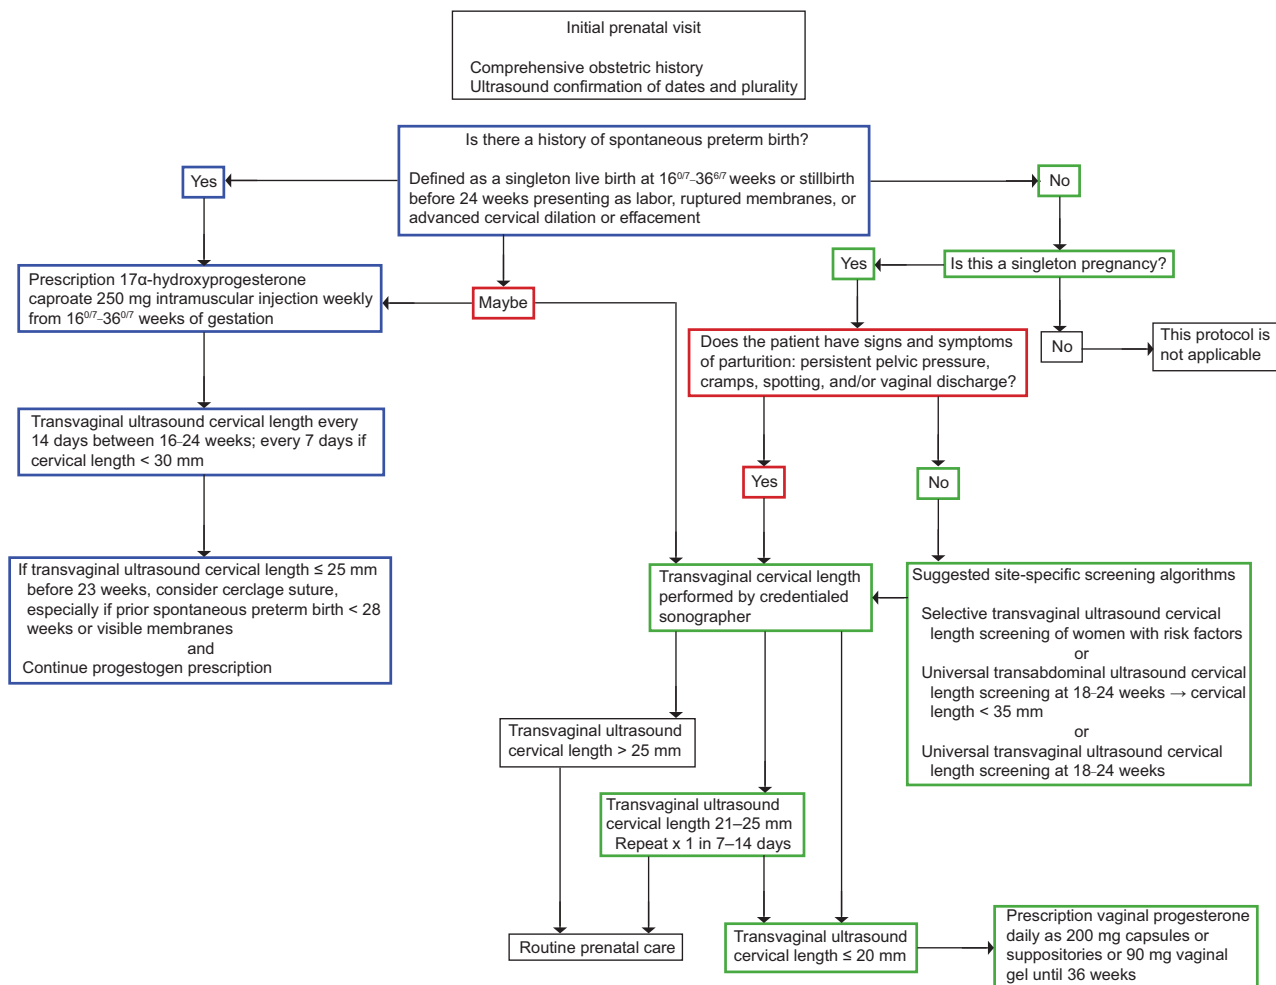 Initial prenatal visit
Comprehensive obstetric history
Ultrasound confirmation of dates and plurality
Is there a history of spontaneous preterm birth?
Defined as a singleton live birth at 16⁰ᐟ⁷–36⁶ᐟ⁷ weeks or stillbirth
before 24 weeks presenting as labor, ruptured membranes, or
advanced cervical dilation or effacement
Yes
No
Prescription 17α-hydroxyprogesterone
caproate 250 mg intramuscular injection weekly
from 16⁰ᐟ⁷–36⁰ᐟ⁷ weeks of gestation
Maybe
Yes
Is this a singleton pregnancy?
Does the patient have signs and symptoms
of parturition: persistent pelvic pressure,
cramps, spotting, and/or vaginal discharge?
No
This protocol is
not applicable
Transvaginal ultrasound cervical length every
14 days between 16-24 weeks; every 7 days if
cervical length < 30 mm
Yes
No
If transvaginal ultrasound cervical length ≤ 25 mm
before 23 weeks, consider cerclage suture,
especially if prior spontaneous preterm birth < 28
weeks or visible membranes
and
Continue progestogen prescription
Transvaginal cervical length
performed by credentialed
sonographer
Suggested site-specific screening algorithms
Selective transvaginal ultrasound cervical
length screening of women with risk factors
or
Universal transabdominal ultrasound cervical
length screening at 18-24 weeks → cervical
length < 35 mm
or
Universal transvaginal ultrasound cervical
length screening at 18-24 weeks
Transvaginal ultrasound
cervical length > 25 mm
Transvaginal ultrasound
cervical length 21–25 mm
Repeat x 1 in 7–14 days
Routine prenatal care
Transvaginal ultrasound
cervical length ≤ 20 mm
Prescription vaginal progesterone
daily as 200 mg capsules or
suppositories or 90 mg vaginal
gel until 36 weeks